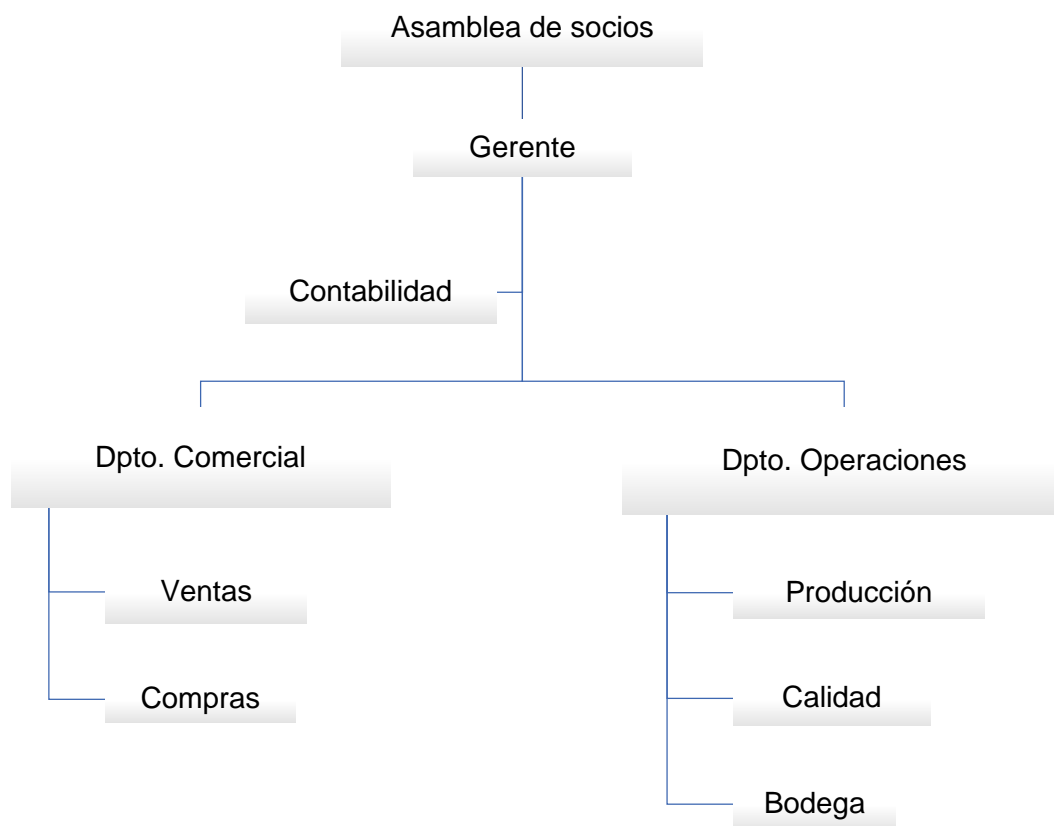 Asamblea de socios
Gerente
Contabilidad
Dpto. Comercial
Ventas
Compras
Dpto. Operaciones
Producción
Calidad
Bodega